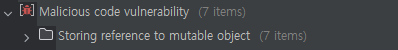 Malicious code vulnerability (7 items)
Storing reference to mutable object (7 items)